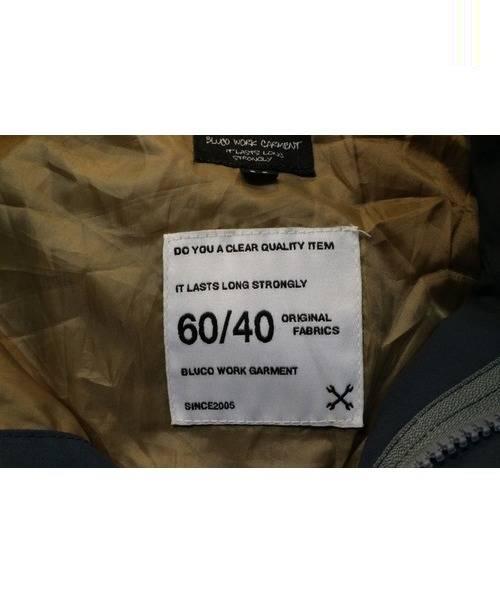 BLUCO WORK GARMENT
IT LASTS LONG
STRONGLY
DO YOU A CLEAR QUALITY ITEM
IT LASTS LONG STRONGLY
60/40 ORIGINAL
FABRICS
BLUCO WORK GARMENT
SINCE2005